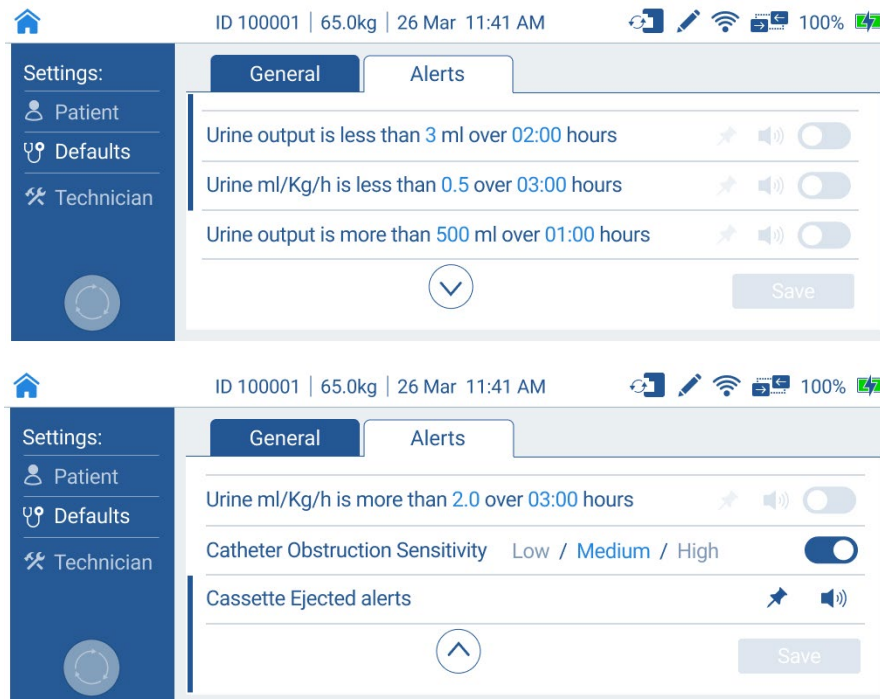 ID 100001 | 65.0kg | 26 Mar 11:41 AM 100%
Settings:
General
Alerts
Patient
Defaults
Technician
Urine output is less than 3 ml over 02:00 hours
Urine ml/Kg/h is less than 0.5 over 03:00 hours
Urine output is more than 500 ml over 01:00 hours
Save
ID 100001 | 65.0kg | 26 Mar 11:41 AM 100%
Settings:
General
Alerts
Patient
Defaults
Technician
Urine ml/Kg/h is more than 2.0 over 03:00 hours
Catheter Obstruction Sensitivity Low / Medium / High
Cassette Ejected alerts
Save